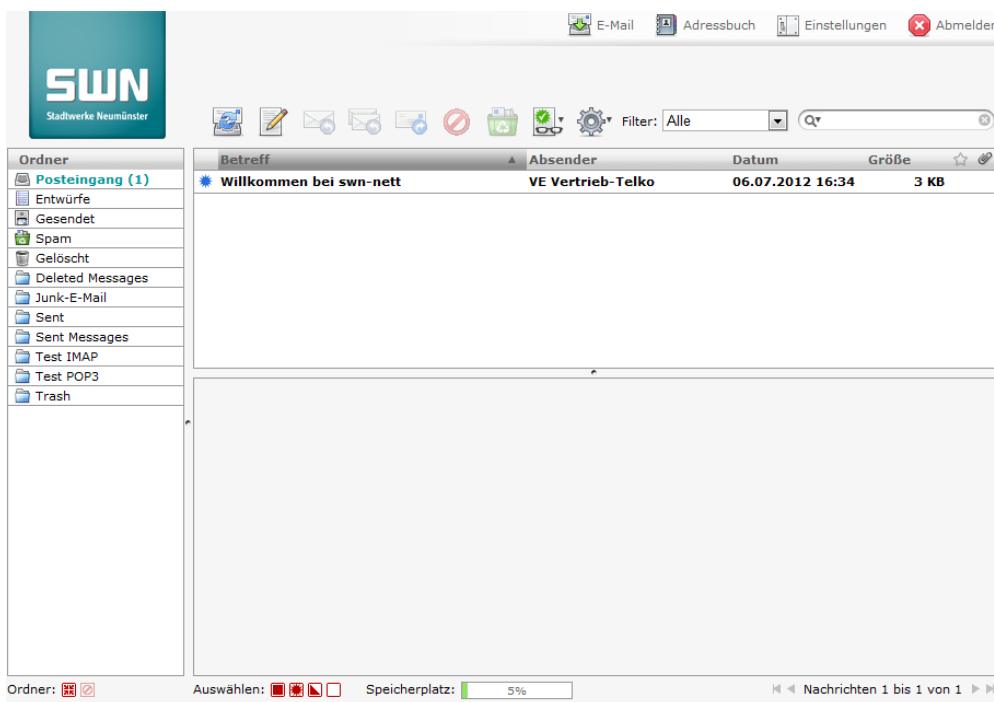 E-Mail Adressbuch Einstellungen Abmelden
SWN
Stadtwerke Neumünster
Filter: Alle
Ordner
Posteingang (1)
Entwürfe
Gesendet
Spam
Gelöscht
Deleted Messages
Junk-E-Mail
Sent
Sent Messages
Test IMAP
Test POP3
Trash
Betreff Absender Datum Größe
Willkommen bei swn-nett VE Vertrieb-Telko 06.07.2012 16:34 3 KB
Ordner: Auswählen: Speicherplatz: 5% Nachrichten 1 bis 1 von 1